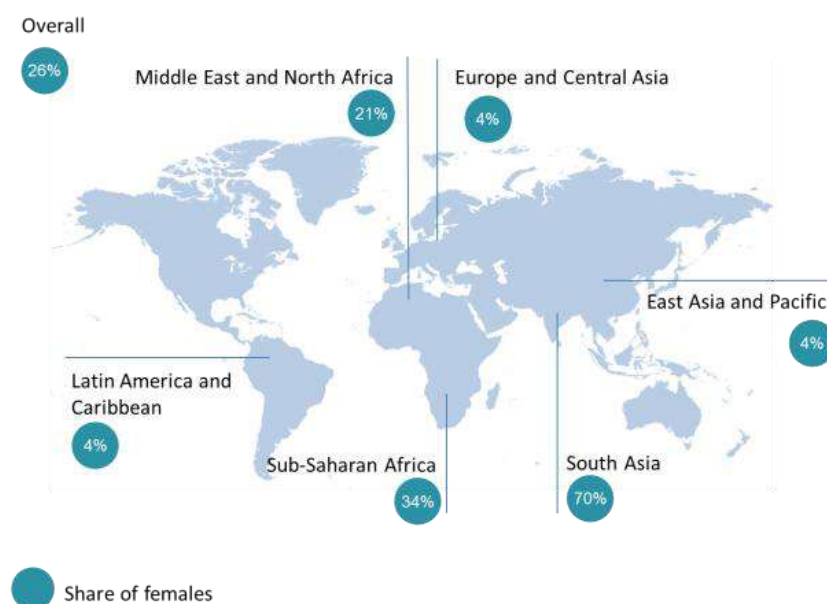 Overall
26%
Middle East and North Africa
21%
Europe and Central Asia
4%
East Asia and Pacific
4%
Latin America and
Caribbean
4%
Sub-Saharan Africa
34%
South Asia
70%
Share of females